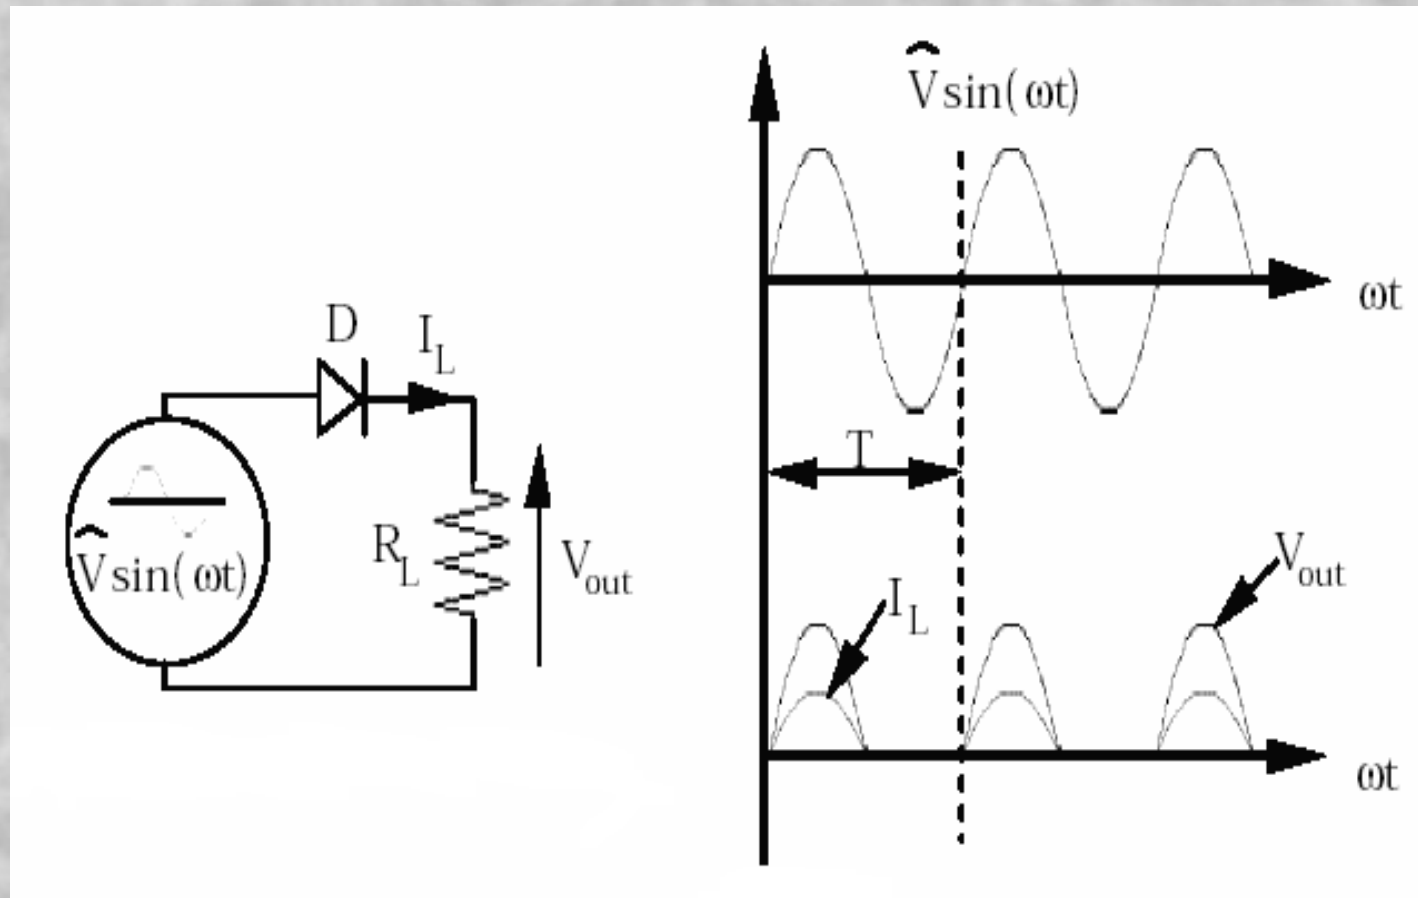 D
I_L
V̂sin(ωt)
R_L
V_out
V̂sin(ωt)
ωt
T
I_L
V_out
ωt